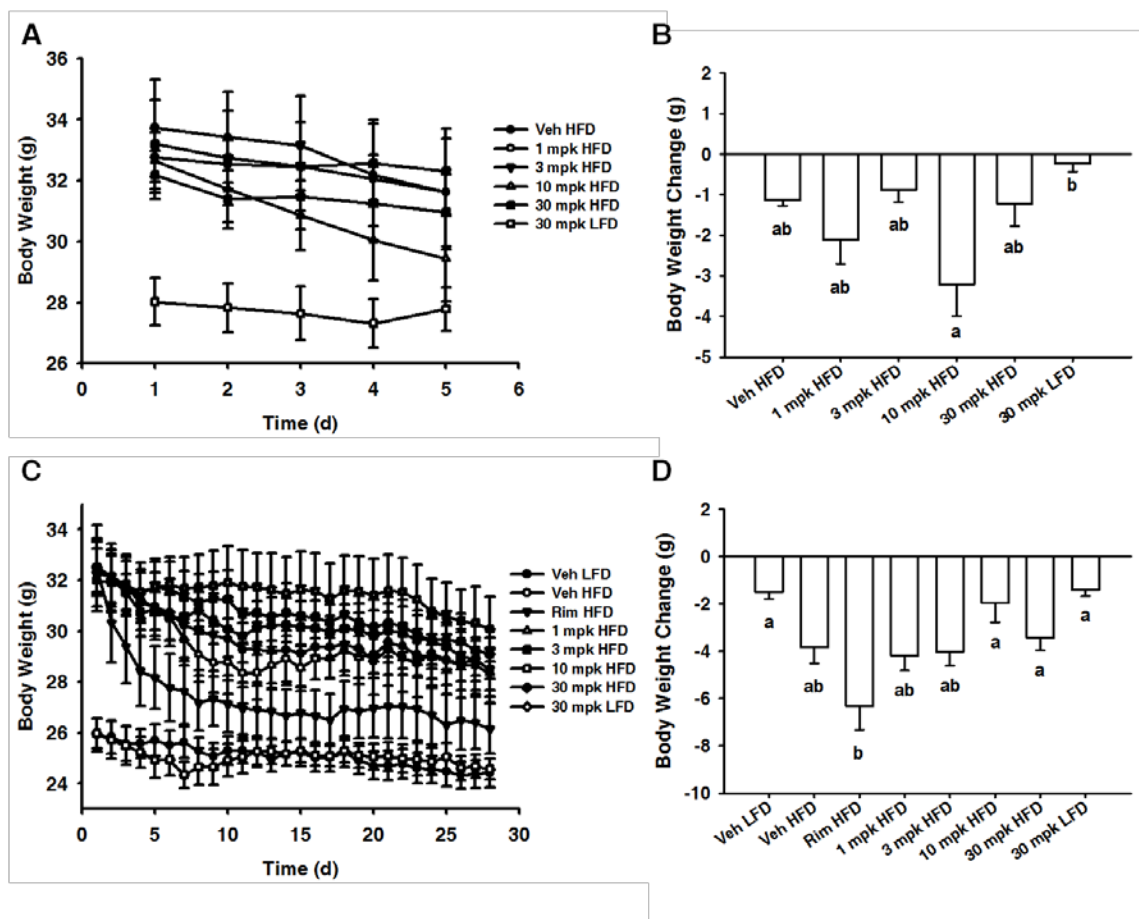 A
Body Weight (g)
36
34
32
30
28
26
0 1 2 3 4 5 6
Time (d)
Veh HFD
1 mpk HFD
3 mpk HFD
10 mpk HFD
30 mpk HFD
30 mpk LFD
B
Body Weight Change (g)
2
1
0
-1
-2
-3
-4
-5
ab
ab
ab
a
ab
b
Veh HFD
1 mpk HFD
3 mpk HFD
10 mpk HFD
30 mpk HFD
30 mpk LFD
C
Body Weight (g)
34
32
30
28
26
24
0 5 10 15 20 25 30
Time (d)
Veh LFD
Veh HFD
Rim HFD
1 mpk HFD
3 mpk HFD
10 mpk HFD
30 mpk HFD
30 mpk LFD
D
Body Weight Change (g)
2
0
-2
-4
-6
-8
-10
a
ab
b
ab
ab
a
a
a
Veh LFD
Veh HFD
Rim HFD
1 mpk HFD
3 mpk HFD
10 mpk HFD
30 mpk HFD
30 mpk LFD